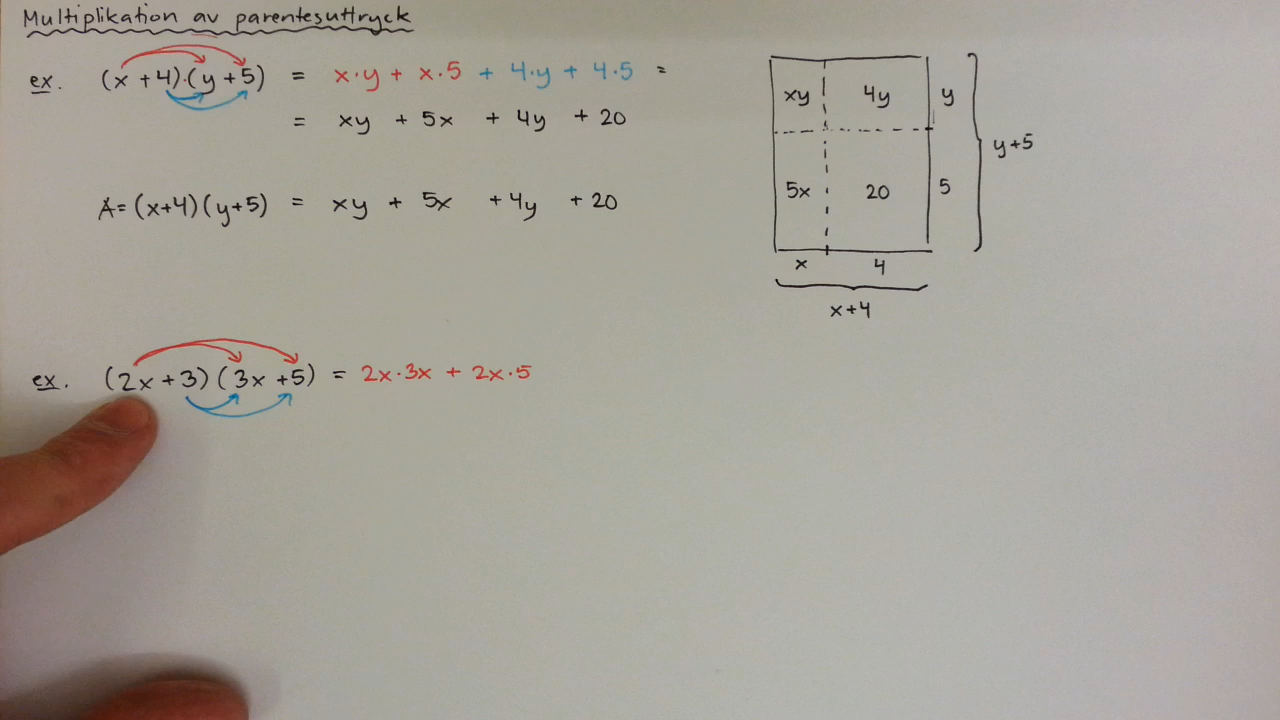 Multiplikation av parentesuttryck
ex. (x + 4)·(y + 5) = x·y + x·5 + 4·y + 4·5 =
= xy + 5x + 4y + 20
A = (x+4)(y+5) = xy + 5x + 4y + 20
xy 4y y
y+5
5x 20 5
x 4
x+4
ex. (2x + 3)(3x + 5) = 2x·3x + 2x·5